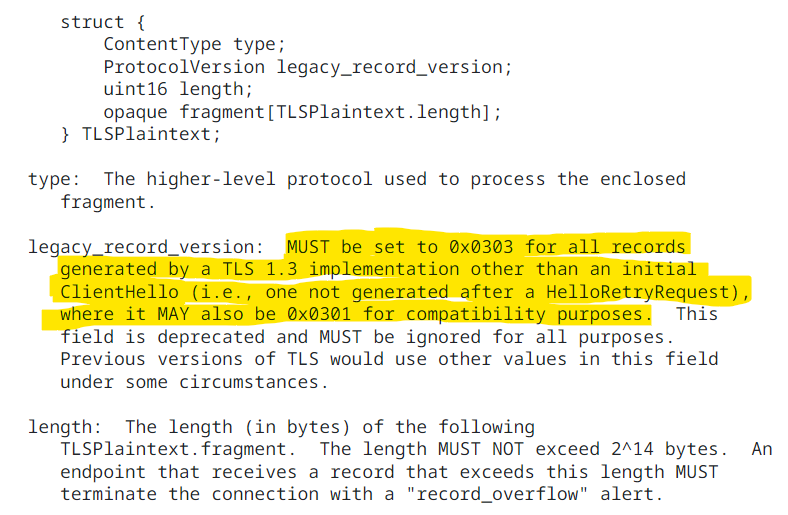 struct {
ContentType type;
ProtocolVersion legacy_record_version;
uint16 length;
opaque fragment[TLSPlaintext.length];
} TLSPlaintext;
type:  The higher-level protocol used to process the enclosed
fragment.
legacy_record_version:  MUST be set to 0x0303 for all records
generated by a TLS 1.3 implementation other than an initial
ClientHello (i.e., one not generated after a HelloRetryRequest),
where it MAY also be 0x0301 for compatibility purposes.  This
field is deprecated and MUST be ignored for all purposes.
Previous versions of TLS would use other values in this field
under some circumstances.
length:  The length (in bytes) of the following
TLSPlaintext.fragment.  The length MUST NOT exceed 2^14 bytes.  An
endpoint that receives a record that exceeds this length MUST
terminate the connection with a "record_overflow" alert.